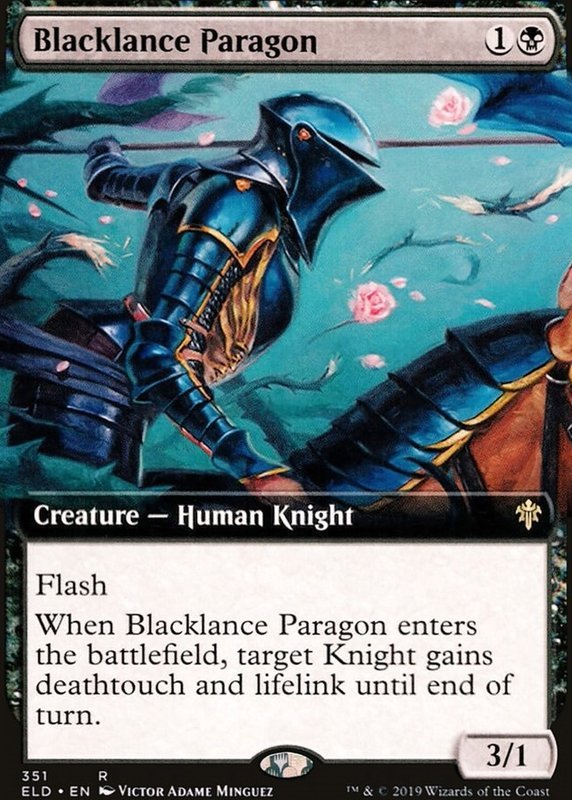 Blacklance Paragon 1
Creature — Human Knight
Flash
When Blacklance Paragon enters
the battlefield, target Knight gains
deathtouch and lifelink until end of
turn.
3/1
351 R
ELD • EN Victor Adame Minguez
™ & © 2019 Wizards of the Coast